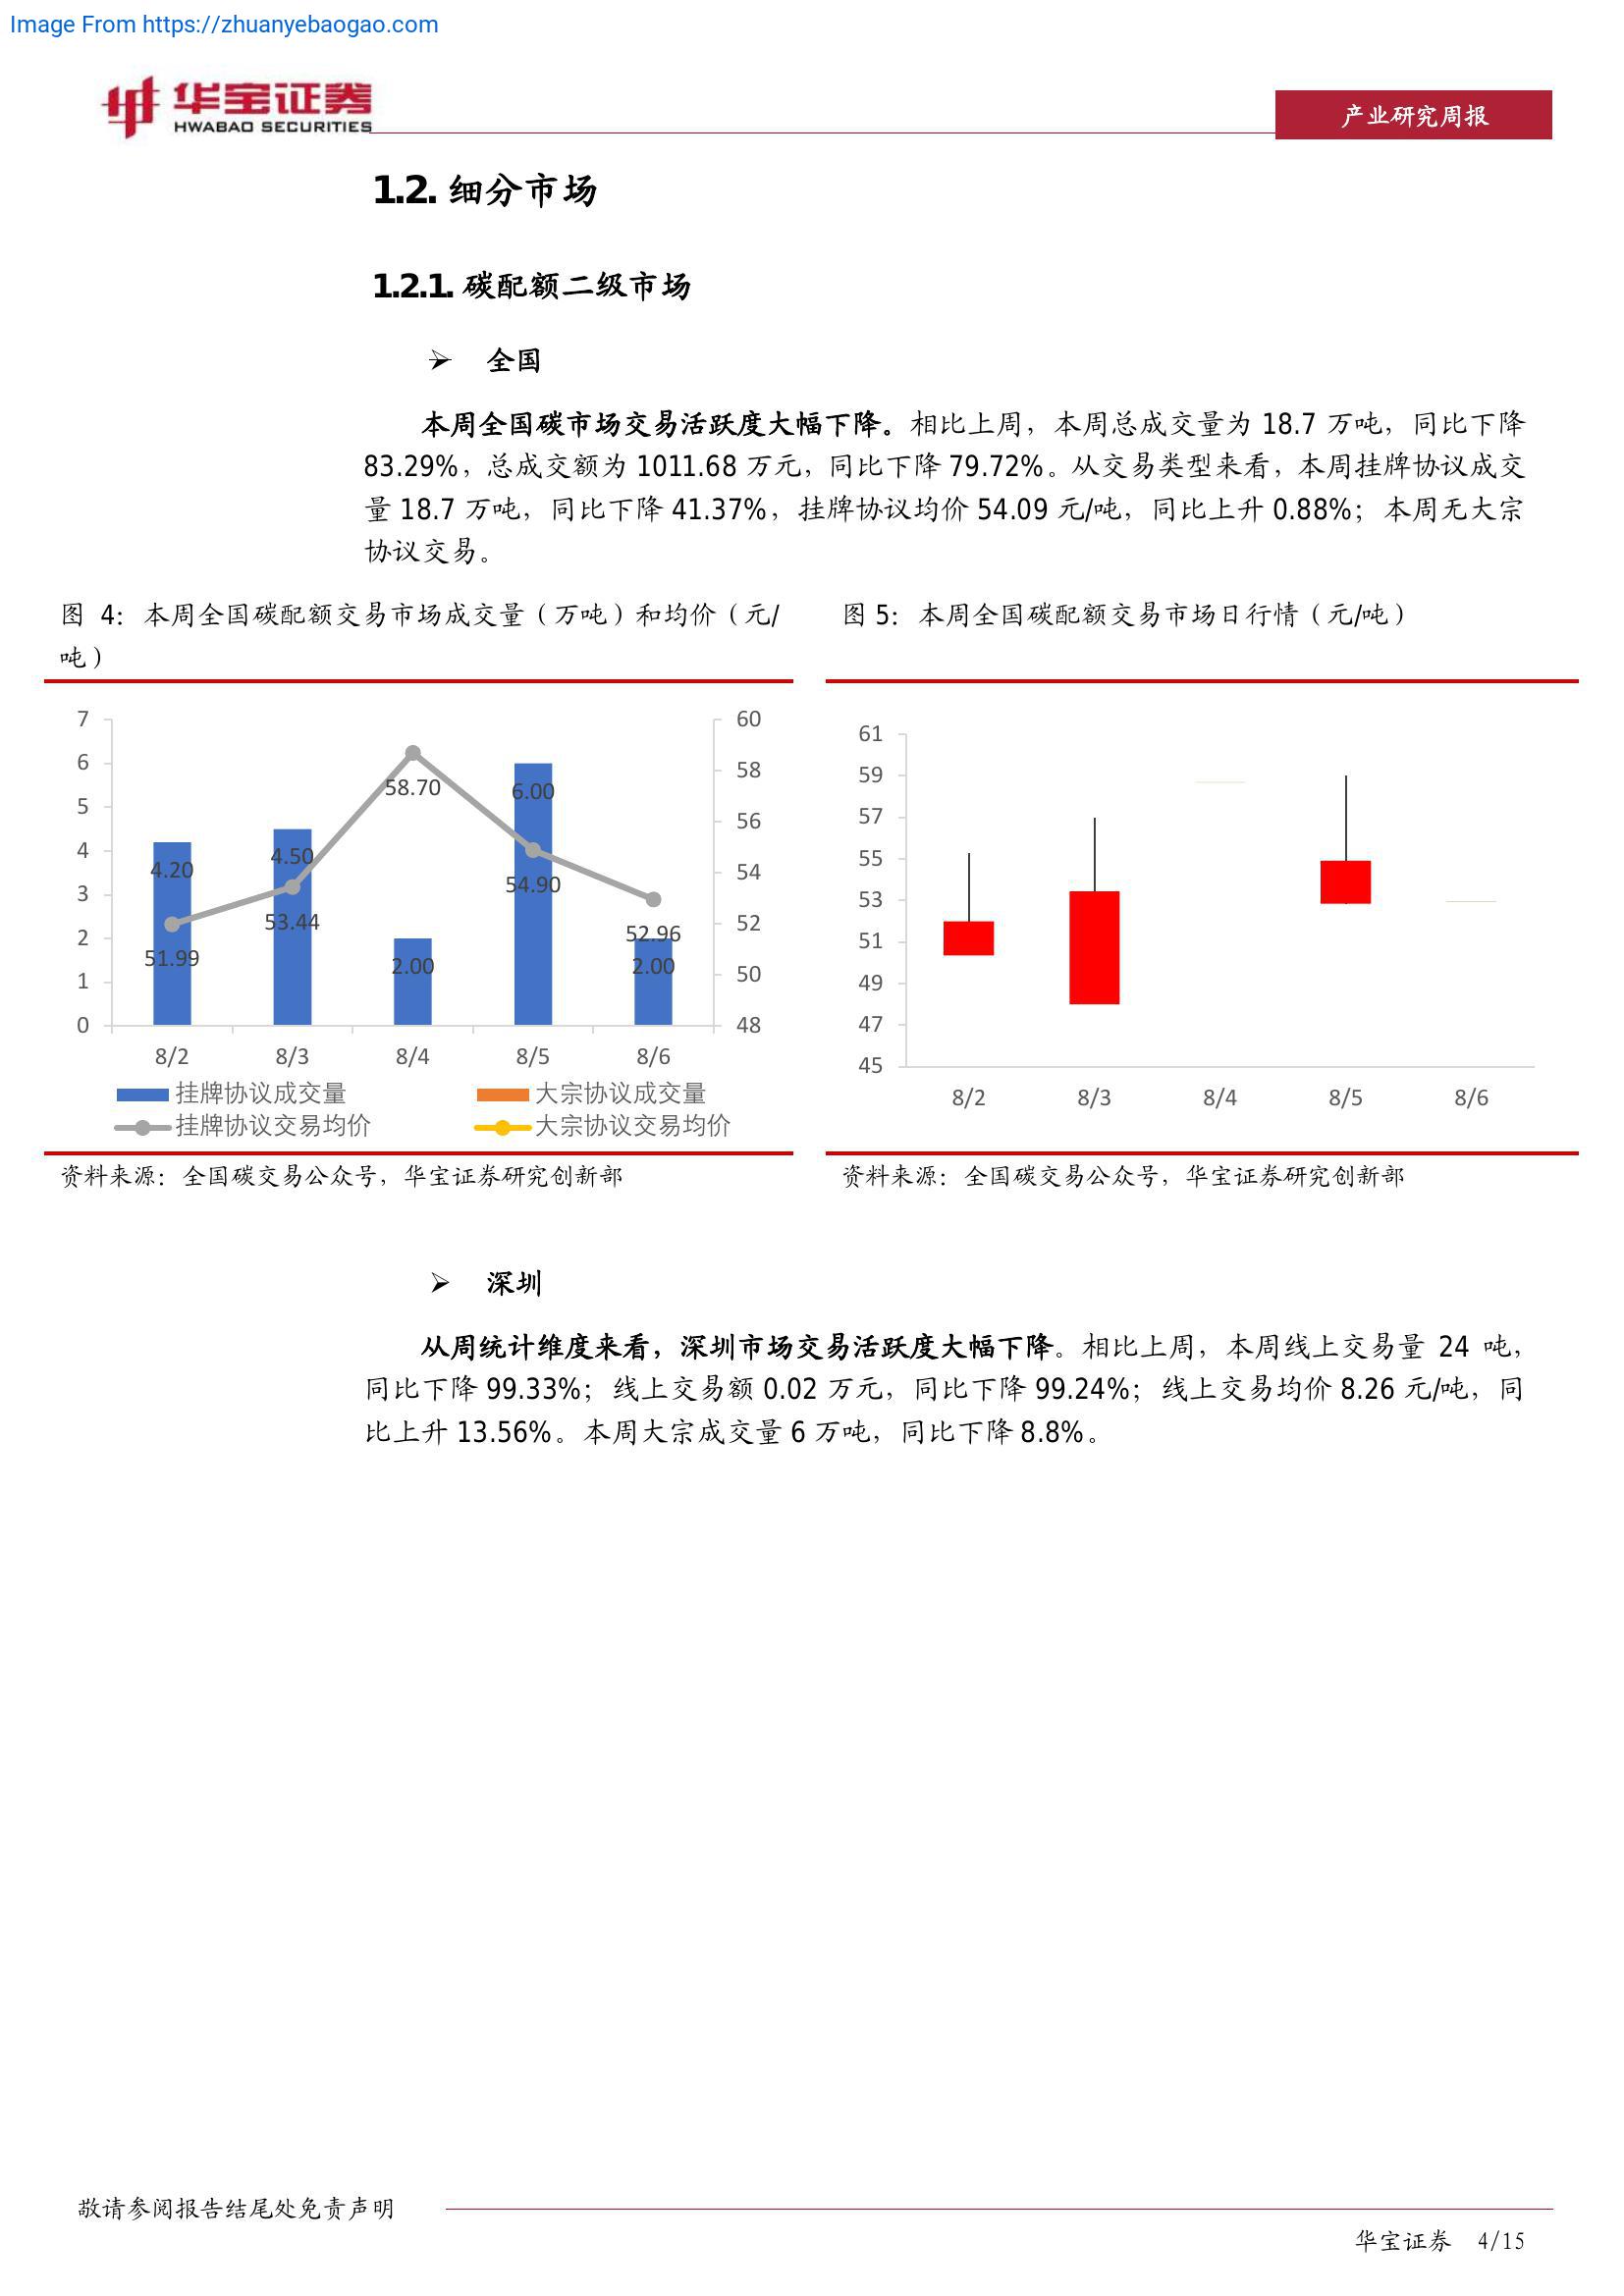 Image From https://zhuanyebaogao.com
华宝证券
HWABAO SECURITIES
产业研究周报
1.2. 细分市场
1.2.1. 碳配额二级市场
➢ 全国
本周全国碳市场交易活跃度大幅下降。相比上周，本周总成交量为 18.7 万吨，同比下降
83.29%，总成交额为 1011.68 万元，同比下降 79.72%。从交易类型来看，本周挂牌协议成交
量 18.7 万吨，同比下降 41.37%，挂牌协议均价 54.09 元/吨，同比上升 0.88%；本周无大宗
协议交易。
图 4：本周全国碳配额交易市场成交量（万吨）和均价（元/
吨）
7
6
5
4
3
2
1
0
60
58
56
54
52
50
48
4.20
4.50
2.00
6.00
2.00
51.99
53.44
58.70
54.90
52.96
8/2 8/3 8/4 8/5 8/6
挂牌协议成交量 大宗协议成交量
挂牌协议交易均价 大宗协议交易均价
资料来源：全国碳交易公众号，华宝证券研究创新部
图 5：本周全国碳配额交易市场日行情（元/吨）
61
59
57
55
53
51
49
47
45
8/2 8/3 8/4 8/5 8/6
资料来源：全国碳交易公众号，华宝证券研究创新部
➢ 深圳
从周统计维度来看，深圳市场交易活跃度大幅下降。相比上周，本周线上交易量 24 吨，
同比下降 99.33%；线上交易额 0.02 万元，同比下降 99.24%；线上交易均价 8.26 元/吨，同
比上升 13.56%。本周大宗成交量 6 万吨，同比下降 8.8%。
敬请参阅报告结尾处免责声明
华宝证券 4/15